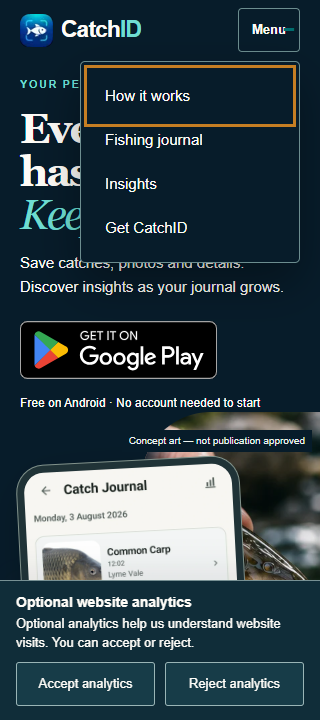 CatchID
Menu
YOUR PE
How it works
Fishing journal
Insights
Get CatchID
Eve
has
Kee
Save catches, photos and details.
Discover insights as your journal grows.
GET IT ON
Google Play
Free on Android · No account needed to start
Concept art — not publication approved
Catch Journal
Monday, 3 August 2026
Common Carp
12:02
Lyme Vale
Optional website analytics
Optional analytics help us understand website
visits. You can accept or reject.
Accept analytics
Reject analytics